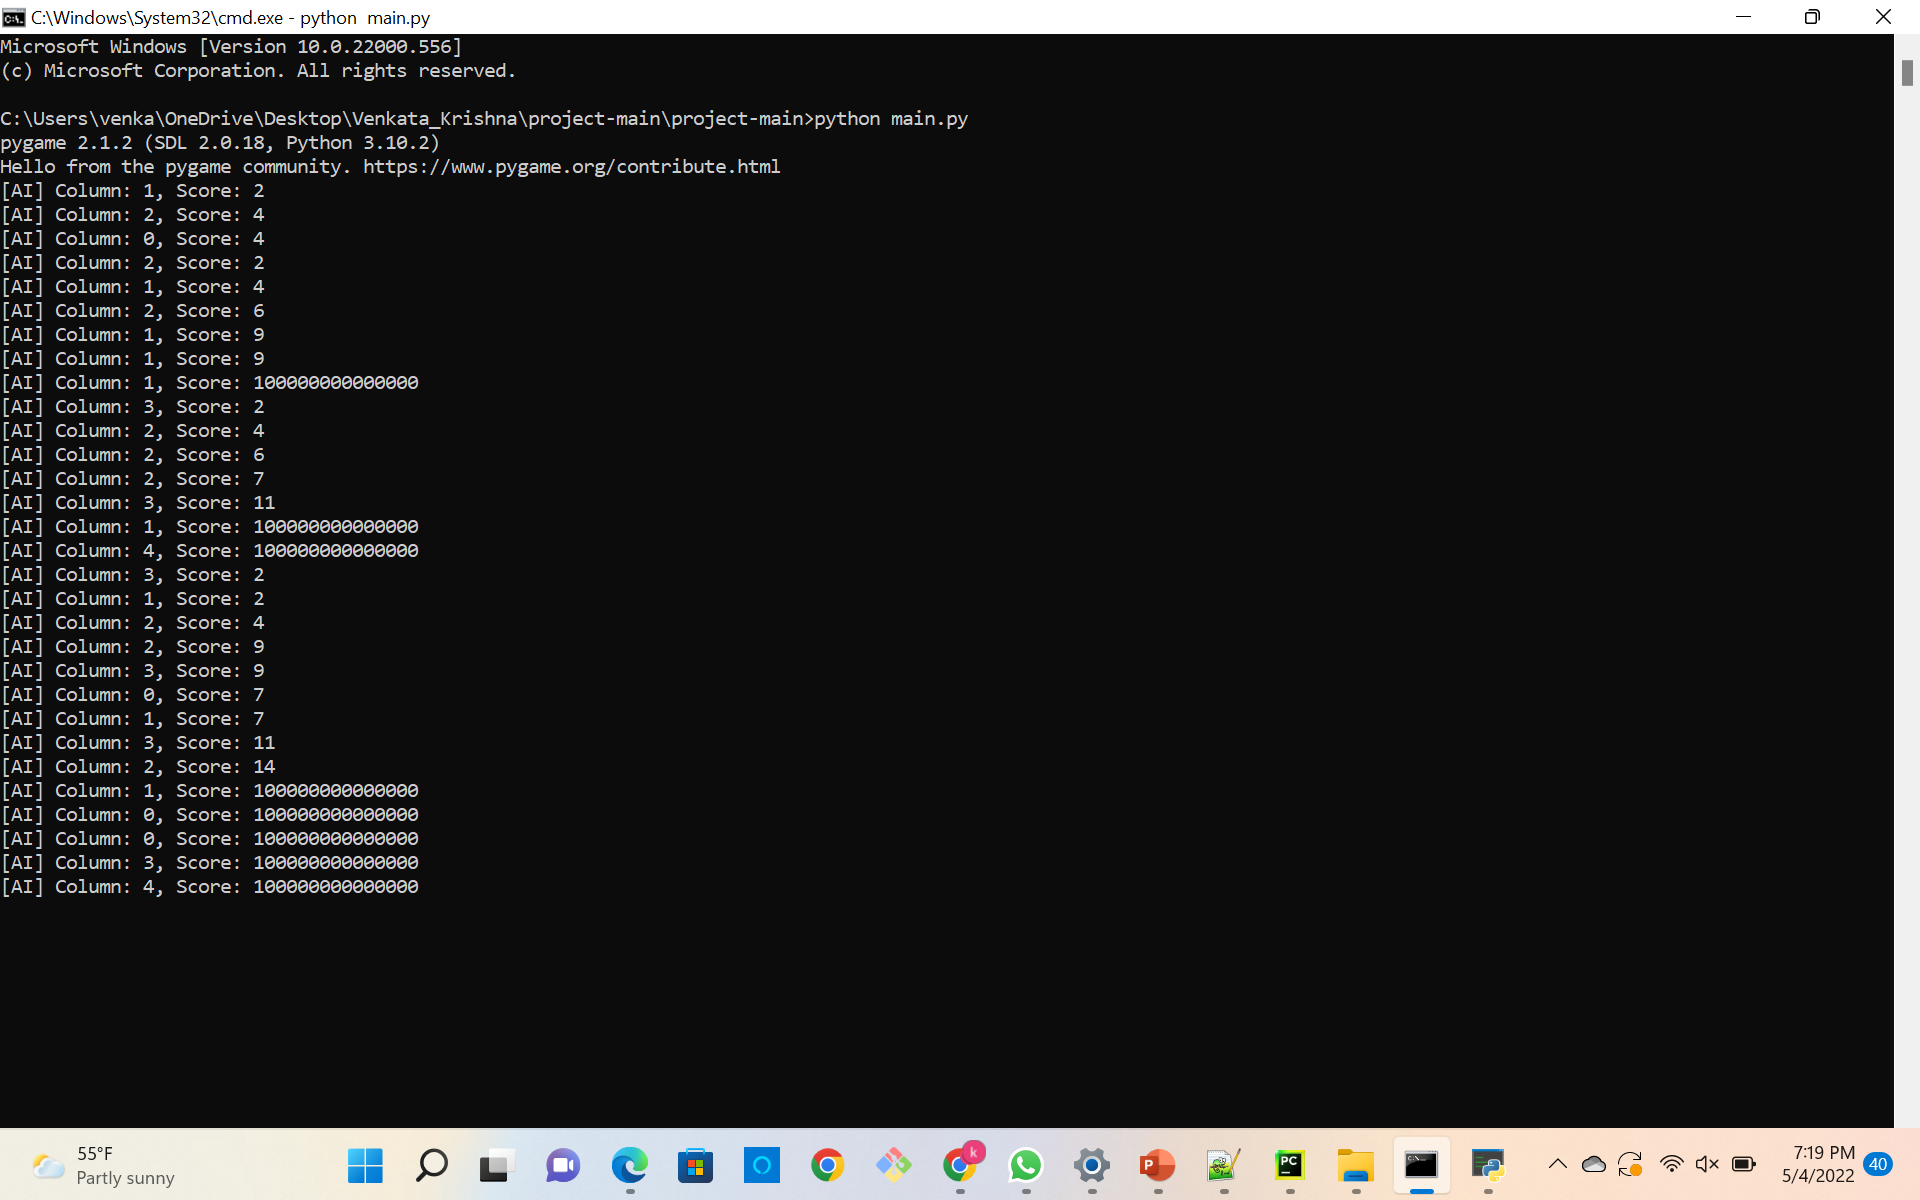 C:\Windows\System32\cmd.exe - python  main.py
Microsoft Windows [Version 10.0.22000.556]
(c) Microsoft Corporation. All rights reserved.
C:\Users\venka\OneDrive\Desktop\Venkata_Krishna\project-main\project-main>python main.py
pygame 2.1.2 (SDL 2.0.18, Python 3.10.2)
Hello from the pygame community. https://www.pygame.org/contribute.html
[AI] Column: 1, Score: 2
[AI] Column: 2, Score: 4
[AI] Column: 0, Score: 4
[AI] Column: 2, Score: 2
[AI] Column: 1, Score: 4
[AI] Column: 2, Score: 6
[AI] Column: 1, Score: 9
[AI] Column: 1, Score: 9
[AI] Column: 1, Score: 100000000000000
[AI] Column: 3, Score: 2
[AI] Column: 2, Score: 4
[AI] Column: 2, Score: 6
[AI] Column: 2, Score: 7
[AI] Column: 3, Score: 11
[AI] Column: 1, Score: 100000000000000
[AI] Column: 4, Score: 100000000000000
[AI] Column: 3, Score: 2
[AI] Column: 1, Score: 2
[AI] Column: 2, Score: 4
[AI] Column: 2, Score: 9
[AI] Column: 3, Score: 9
[AI] Column: 0, Score: 7
[AI] Column: 1, Score: 7
[AI] Column: 3, Score: 11
[AI] Column: 2, Score: 14
[AI] Column: 1, Score: 100000000000000
[AI] Column: 0, Score: 100000000000000
[AI] Column: 0, Score: 100000000000000
[AI] Column: 3, Score: 100000000000000
[AI] Column: 4, Score: 100000000000000
55°F
Partly sunny
k
P
PC
7:19 PM
5/4/2022
40